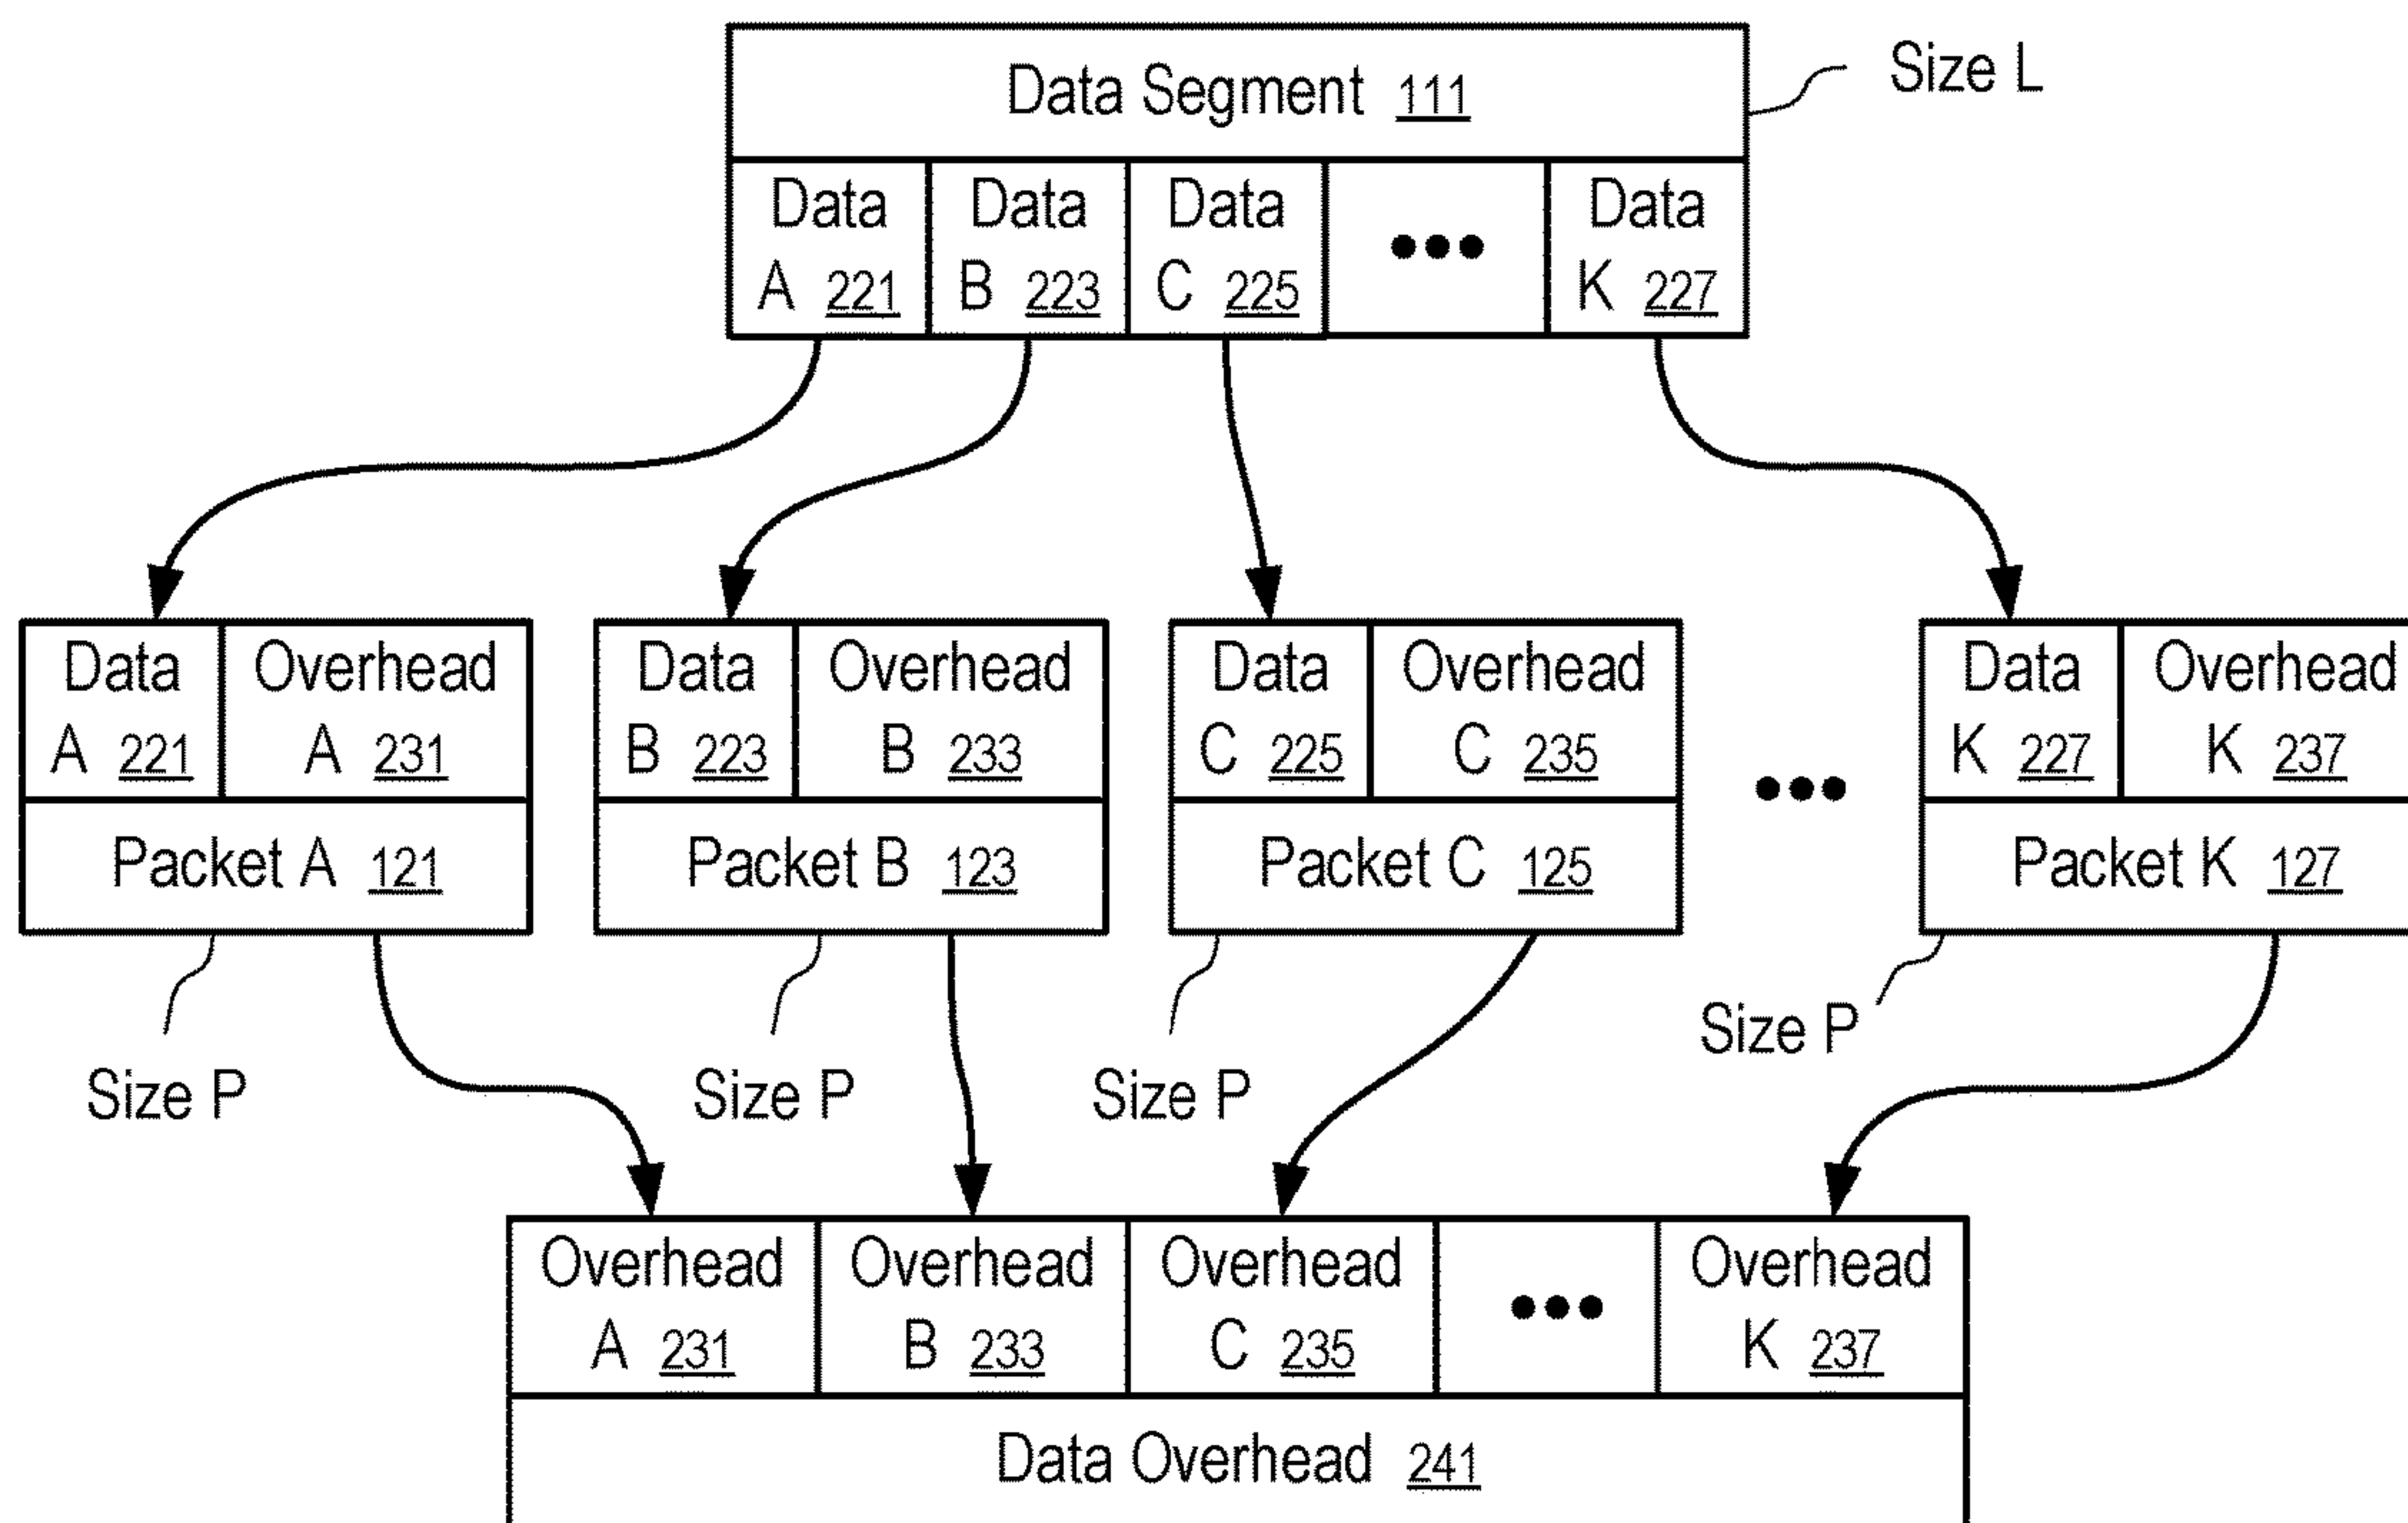 Data Segment 111
Size L
Data
A 221
Data
B 223
Data
C 225
•••
Data
K 227
Data
A 221
Overhead
A 231
Packet A 121
Size P
Data
B 223
Overhead
B 233
Packet B 123
Size P
Data
C 225
Overhead
C 235
Packet C 125
Size P
•••
Data
K 227
Overhead
K 237
Packet K 127
Size P
Overhead
A 231
Overhead
B 233
Overhead
C 235
•••
Overhead
K 237
Data Overhead 241